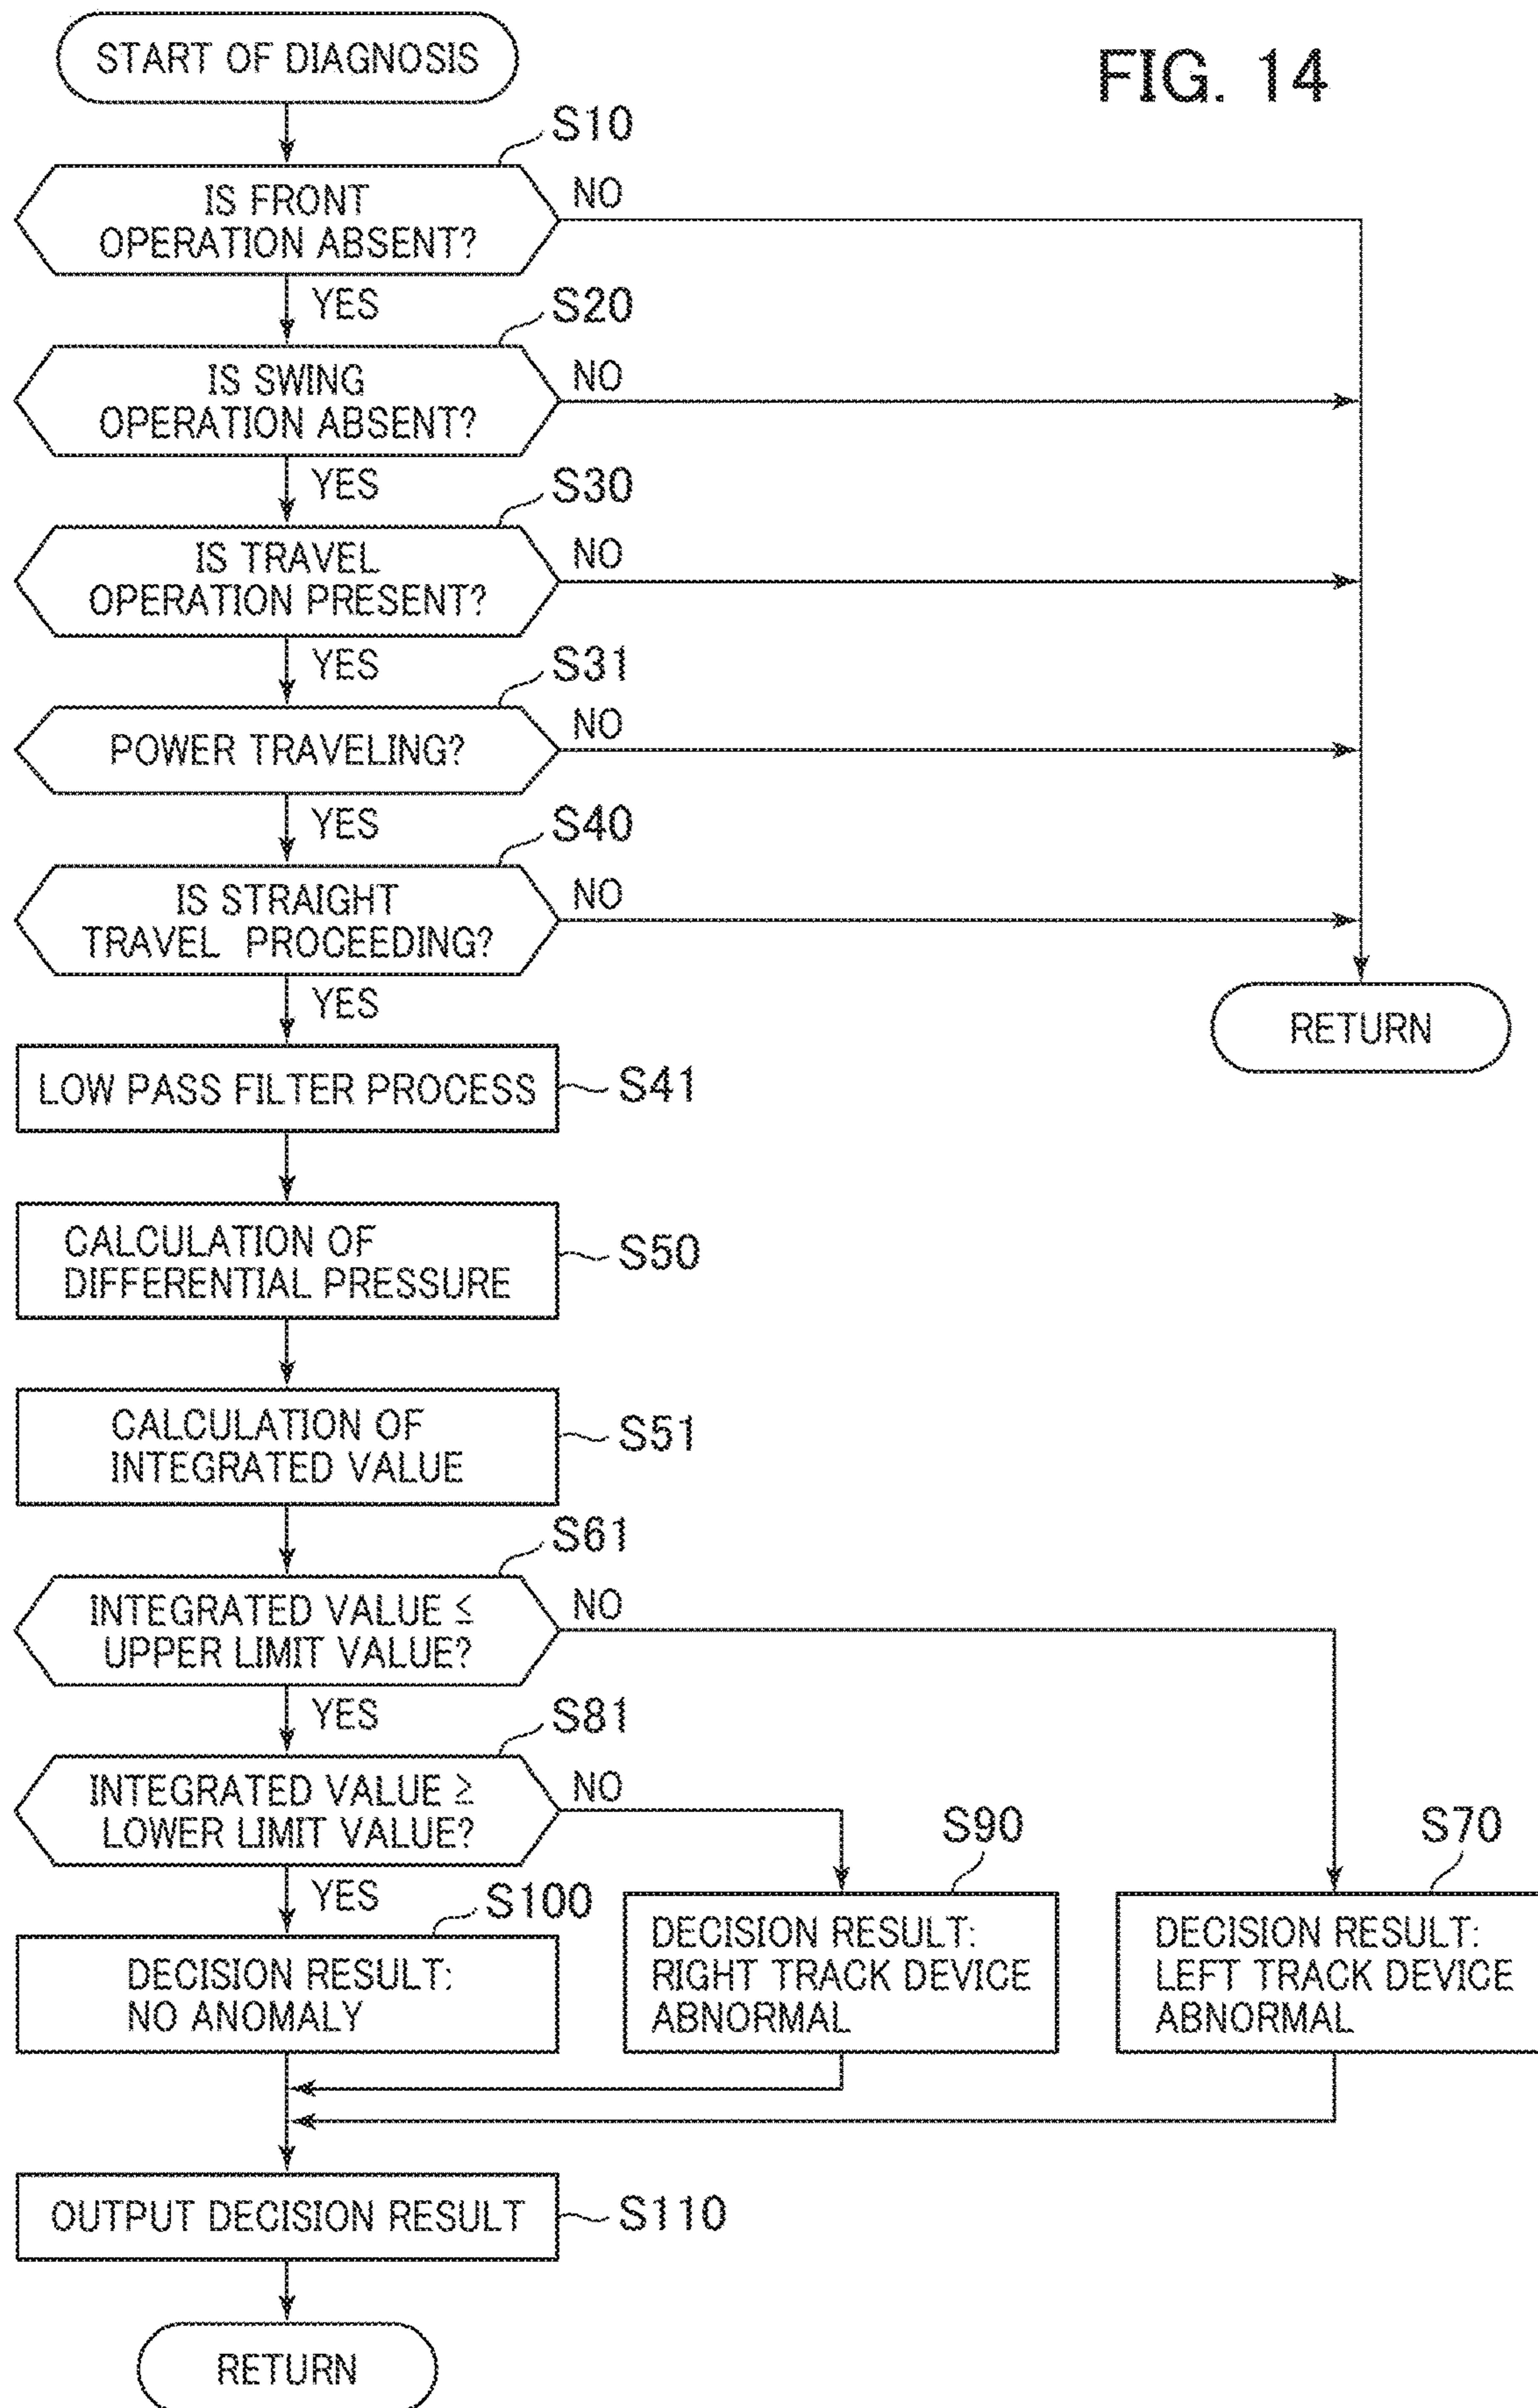 START OF DIAGNOSIS
FIG. 14
S10
IS FRONT
OPERATION ABSENT?
NO
YES
S20
IS SWING
OPERATION ABSENT?
NO
YES
S30
IS TRAVEL
OPERATION PRESENT?
NO
YES
S31
POWER TRAVELING?
NO
YES
S40
IS STRAIGHT
TRAVEL PROCEEDING?
NO
YES
RETURN
LOW PASS FILTER PROCESS
S41
CALCULATION OF
DIFFERENTIAL PRESSURE
S50
CALCULATION OF
INTEGRATED VALUE
S51
S61
INTEGRATED VALUE ≤
UPPER LIMIT VALUE?
NO
YES
S81
INTEGRATED VALUE ≥
LOWER LIMIT VALUE?
NO
YES
S100
DECISION RESULT:
NO ANOMALY
S90
DECISION RESULT:
RIGHT TRACK DEVICE
ABNORMAL
S70
DECISION RESULT:
LEFT TRACK DEVICE
ABNORMAL
OUTPUT DECISION RESULT
S110
RETURN